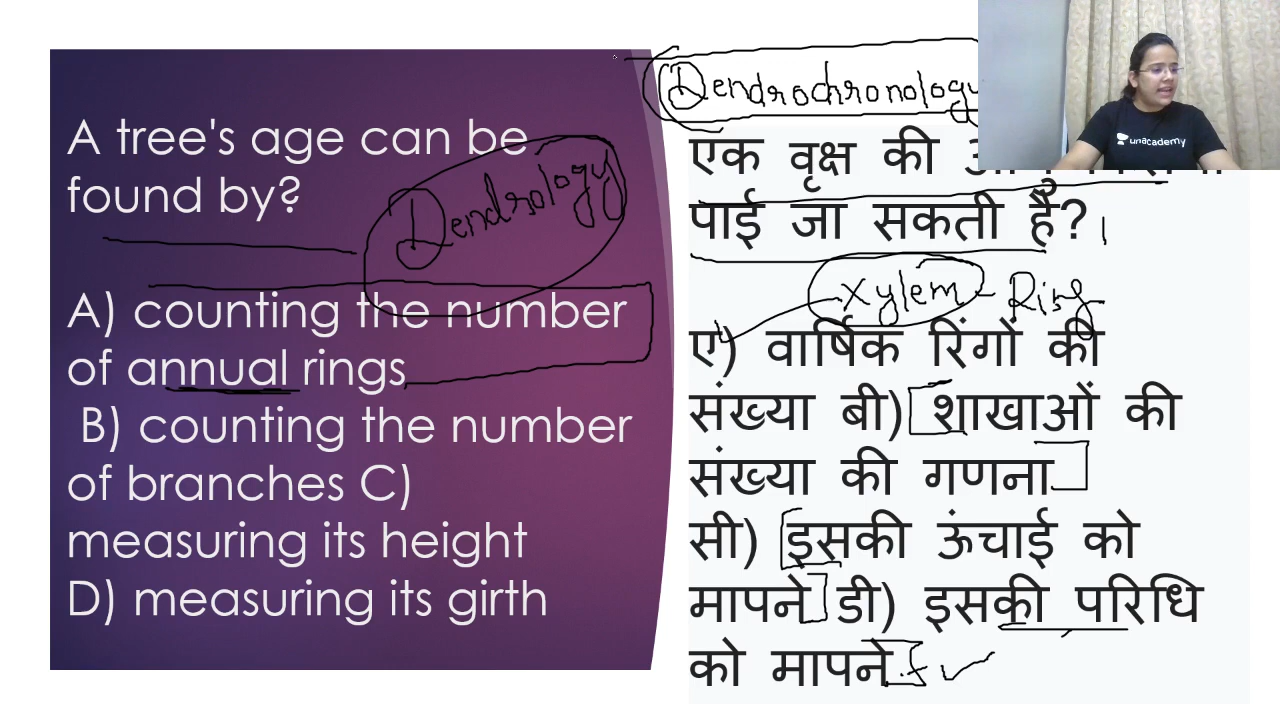 A tree's age can be
found by?
Dendrology
A) counting the number
of annual rings
B) counting the number
of branches C)
measuring its height
D) measuring its girth
Dendrochronology
एक वृक्ष की
पाई जा सकती है?
Xylem - Ring
ए) वार्षिक रिंगों की
संख्या बी) शाखाओं की
संख्या की गणना
सी) इसकी ऊंचाई को
मापने डी) इसकी परिधि
को मापने
unacademy